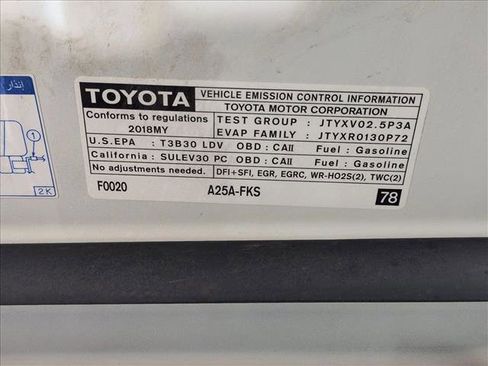 إنذار
1
2K
TOYOTA
VEHICLE EMISSION CONTROL INFORMATION
TOYOTA MOTOR CORPORATION
Conforms to regulations
2018MY
TEST GROUP : JTYXV02.5P3A
EVAP FAMILY : JTYXR0130P72
U.S.EPA : T3B30 LDV OBD : CAII Fuel : Gasoline
California : SULEV30 PC OBD : CAII Fuel : Gasoline
No adjustments needed. DFI+SFI, EGR, EGRC, WR-HO2S(2), TWC(2)
F0020 A25A-FKS 78